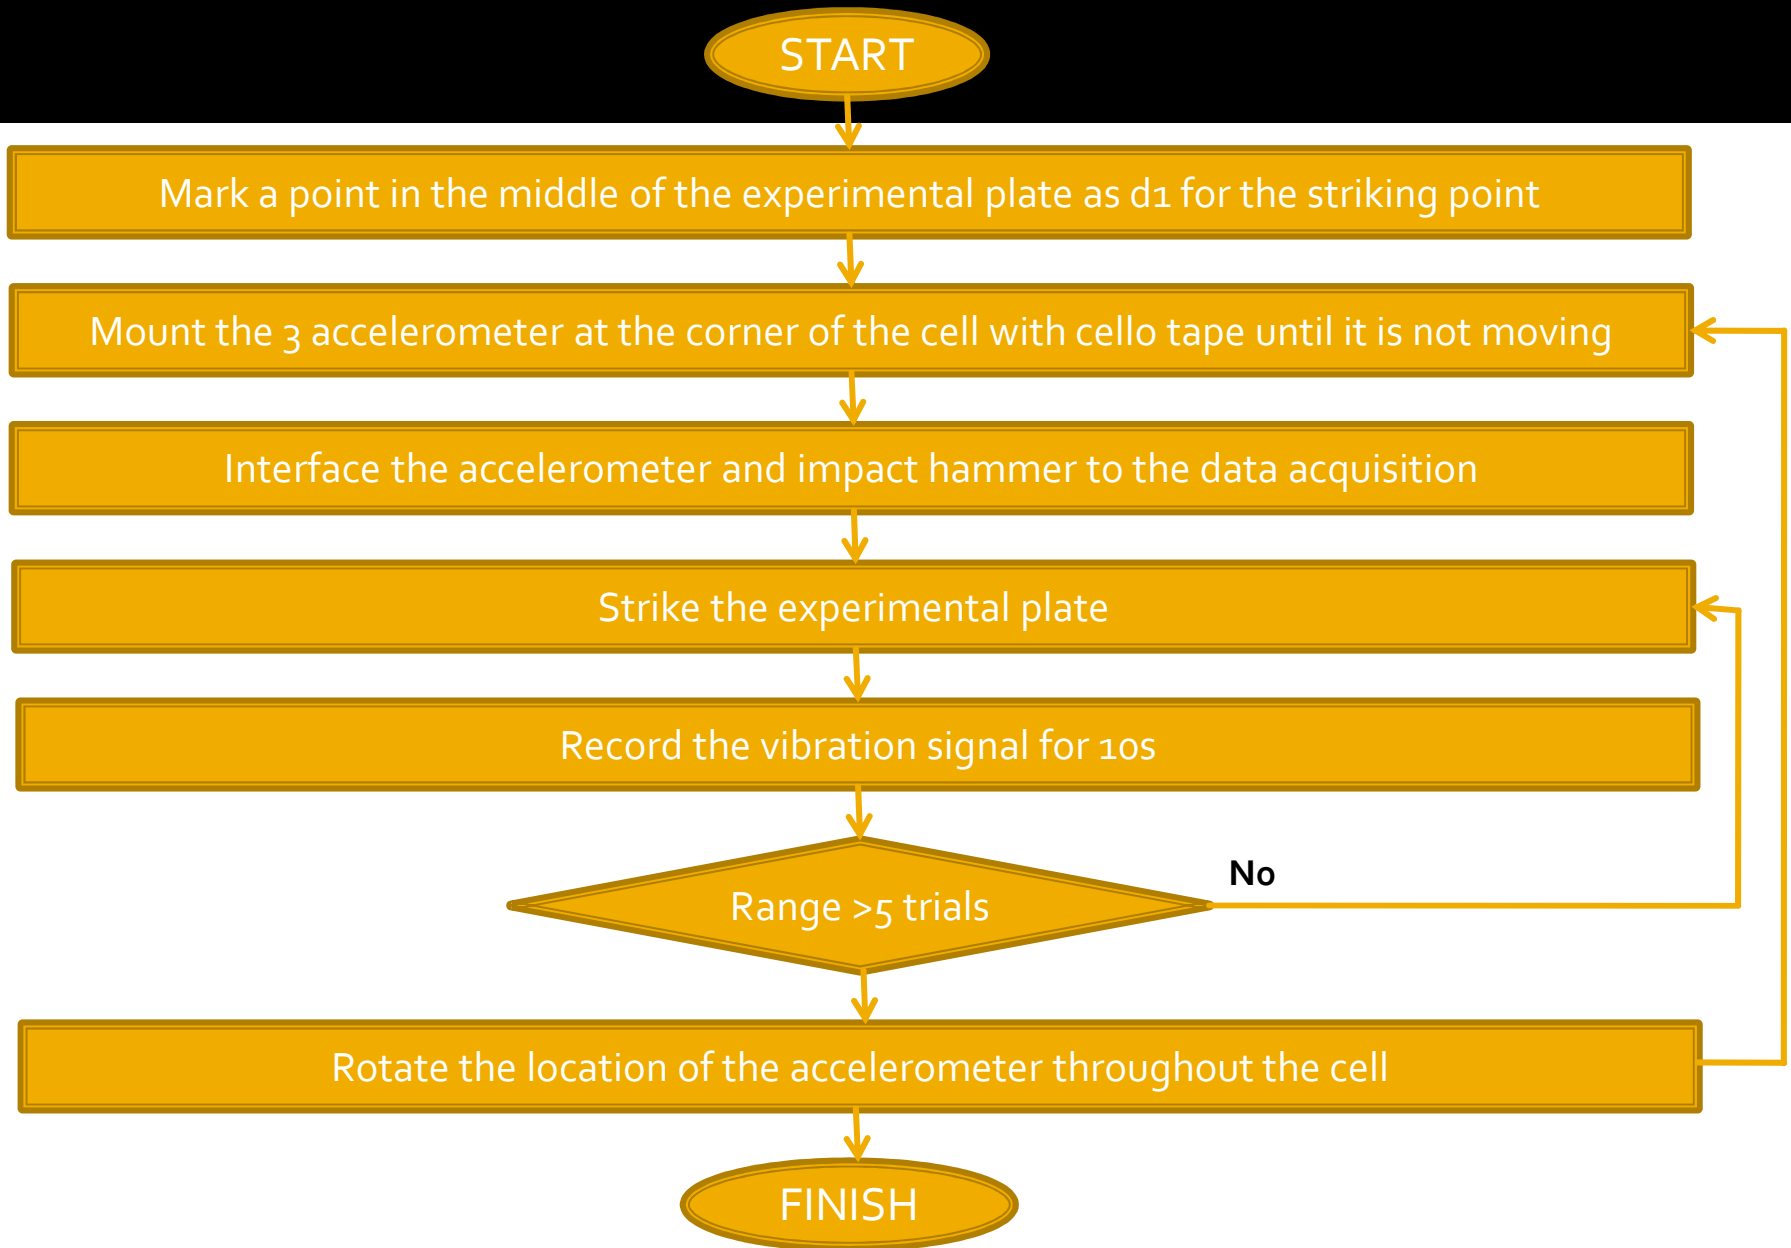 START
Mark a point in the middle of the experimental plate as d1 for the striking point
Mount the 3 accelerometer at the corner of the cell with cello tape until it is not moving
Interface the accelerometer and impact hammer to the data acquisition
Strike the experimental plate
Record the vibration signal for 10s
No
Range >5 trials
Rotate the location of the accelerometer throughout the cell
FINISH